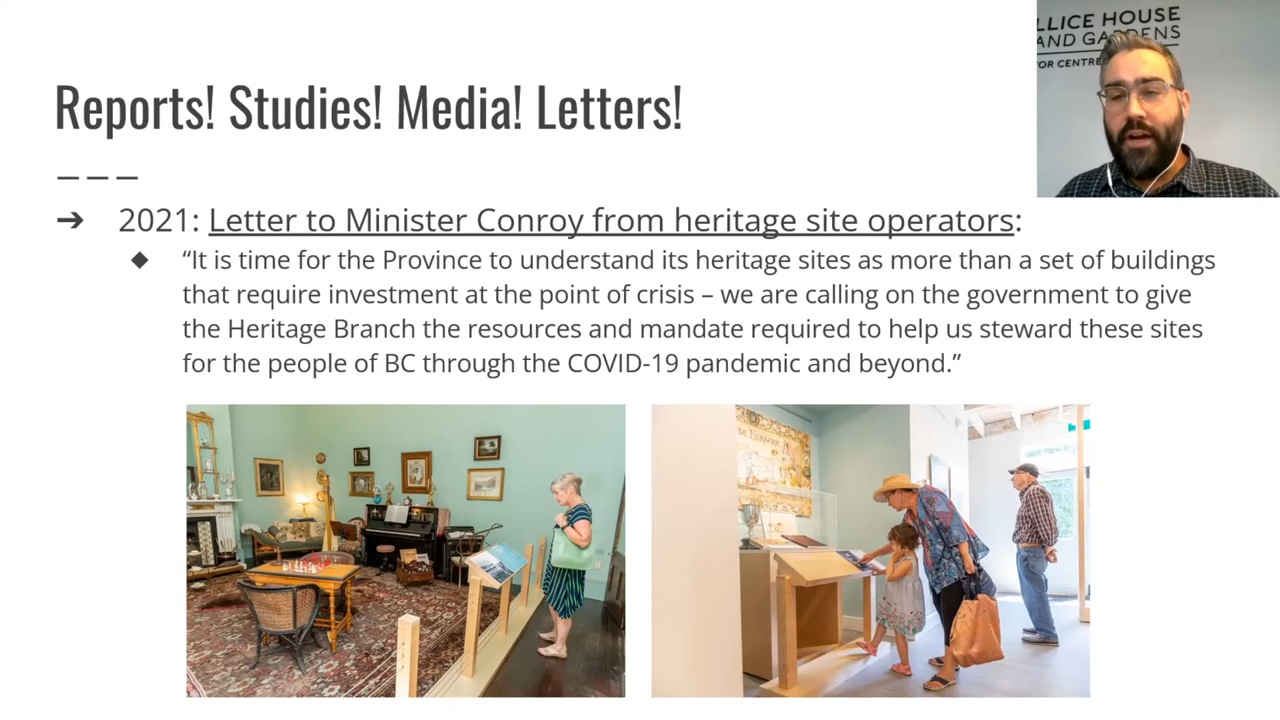 Reports! Studies! Media! Letters!
LLICE HOUSE
AND GARDENS
TOR CENTRE
➔ 2021: Letter to Minister Conroy from heritage site operators:
◆ “It is time for the Province to understand its heritage sites as more than a set of buildings
that require investment at the point of crisis – we are calling on the government to give
the Heritage Branch the resources and mandate required to help us steward these sites
for the people of BC through the COVID-19 pandemic and beyond.”